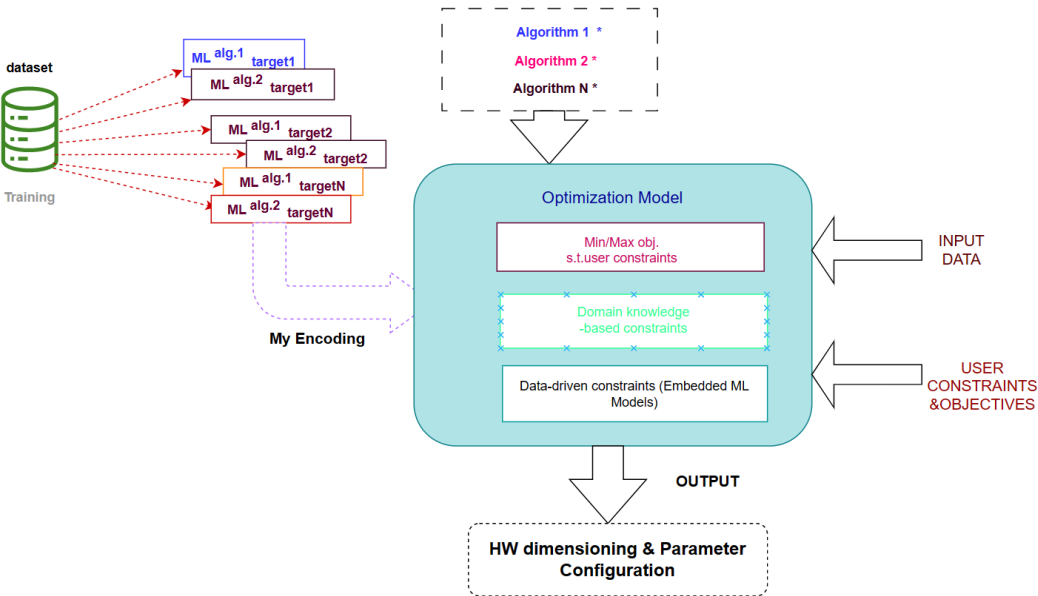 dataset
Training
ML alg.1 target1
ML alg.2 target1
ML alg.1 target2
ML alg.2 target2
ML alg.1 targetN
ML alg.2 targetN
My Encoding
Algorithm 1 *
Algorithm 2 *
Algorithm N *
Optimization Model
Min/Max obj.
s.t.user constraints
Domain knowledge
-based constraints
Data-driven constraints (Embedded ML
Models)
INPUT
DATA
USER
CONSTRAINTS
&OBJECTIVES
OUTPUT
HW dimensioning & Parameter
Configuration